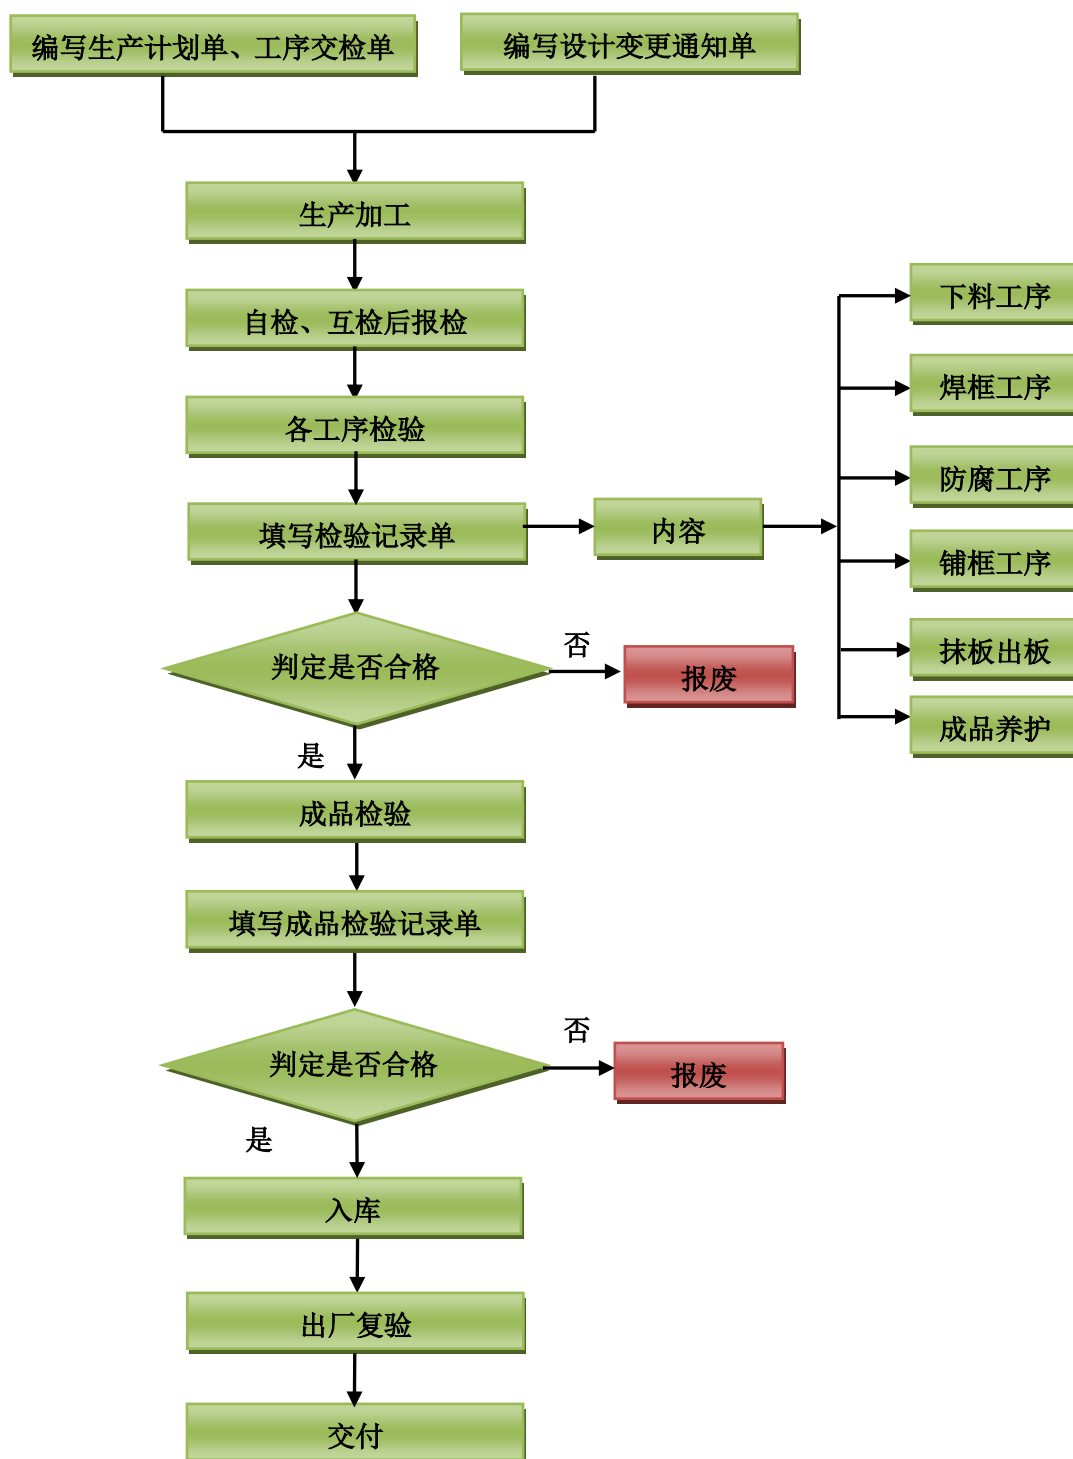 编写生产计划单、工序交检单
编写设计变更通知单
生产加工
自检、互检后报检
各工序检验
填写检验记录单
内容
下料工序
焊框工序
防腐工序
铺框工序
抹板出板
成品养护
判定是否合格
否
报废
是
成品检验
填写成品检验记录单
判定是否合格
否
报废
是
入库
出厂复验
交付